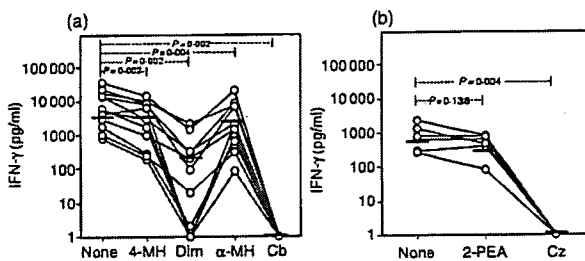 (a)
P=0·002
P=0·004
P=0·002
P=0·002
IFN-γ (pg/ml)
100 000
10 000
1000
100
10
1
None 4-MH Dim α-MH Cb
(b)
P=0·004
P=0·138
IFN-γ (pg/ml)
100 000
10 000
1000
100
10
1
None 2-PEA Cz